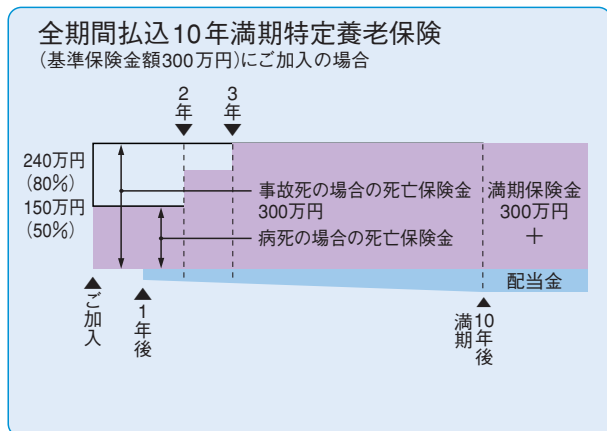 全期間払込10年満期特定養老保険
(基準保険金額300万円)にご加入の場合
2年
3年
240万円
(80%)
150万円
(50%)
事故死の場合の死亡保険金
300万円
病死の場合の死亡保険金
満期保険金
300万円
+
配当金
ご加入
1年後
満期
10年後